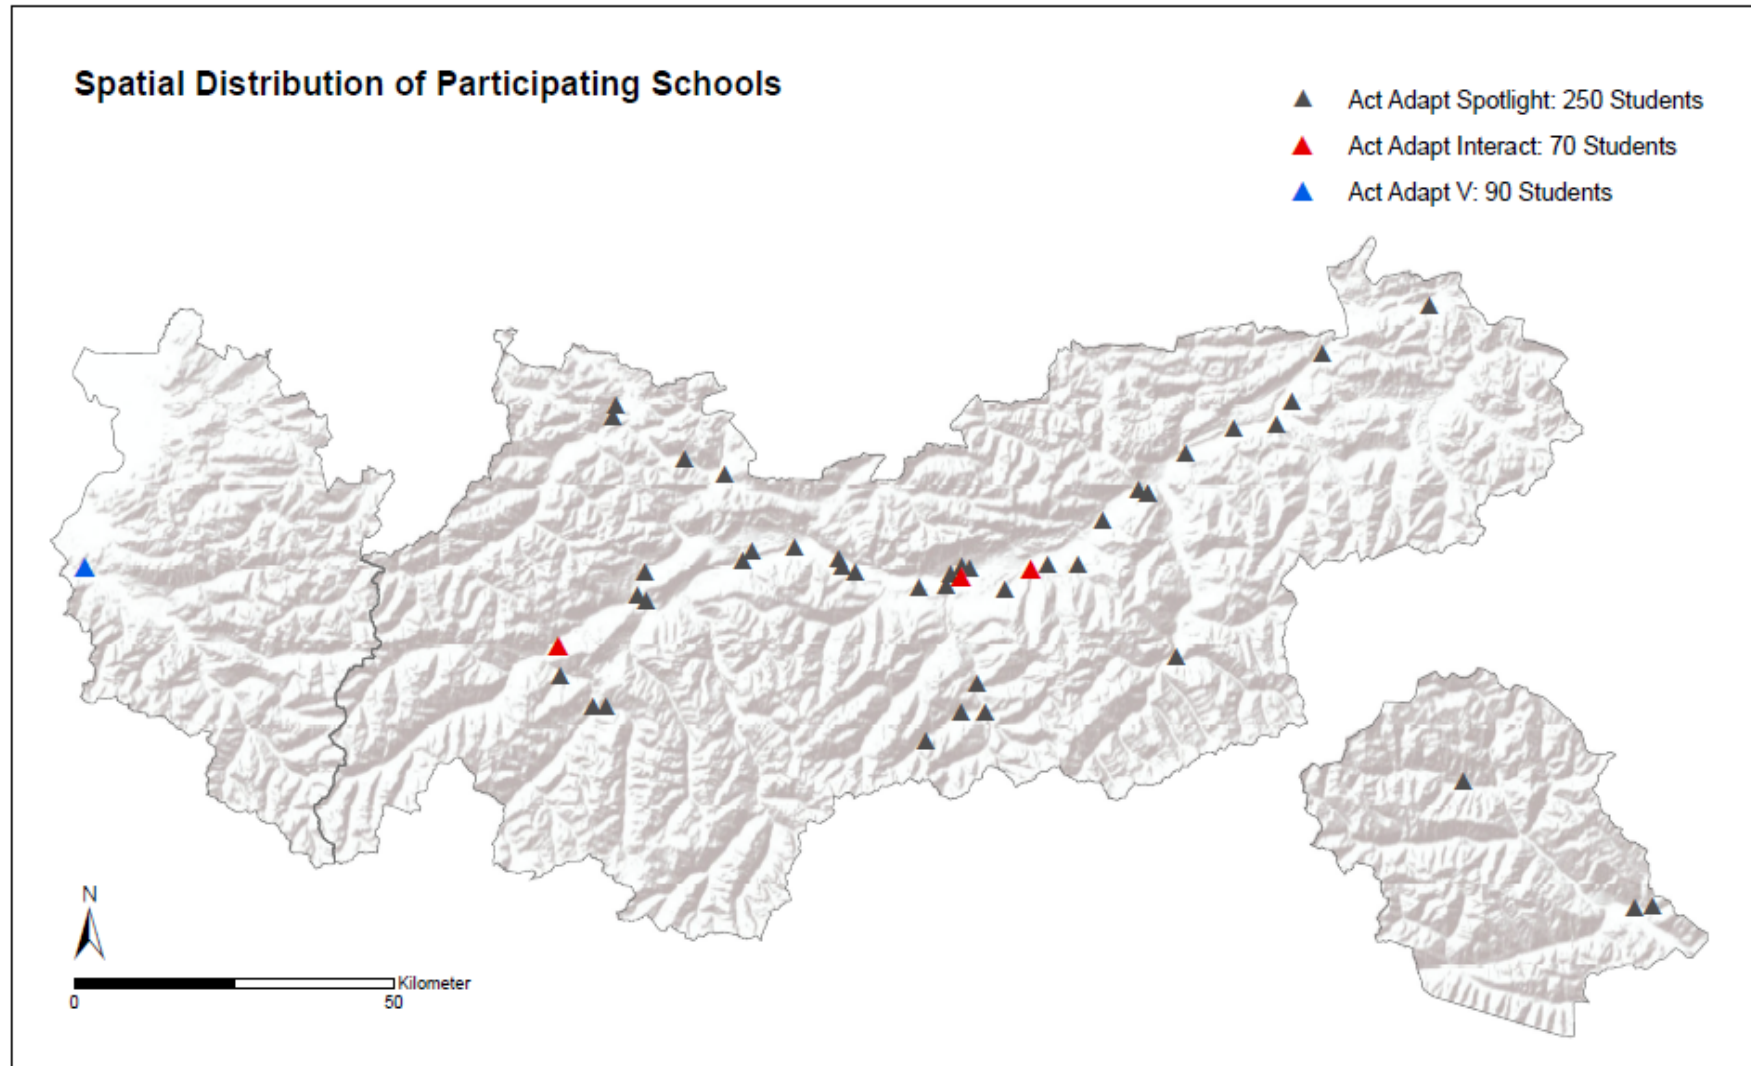 Spatial Distribution of Participating Schools
Act Adapt Spotlight: 250 Students
Act Adapt Interact: 70 Students
Act Adapt V: 90 Students
N
Kilometer
0 50